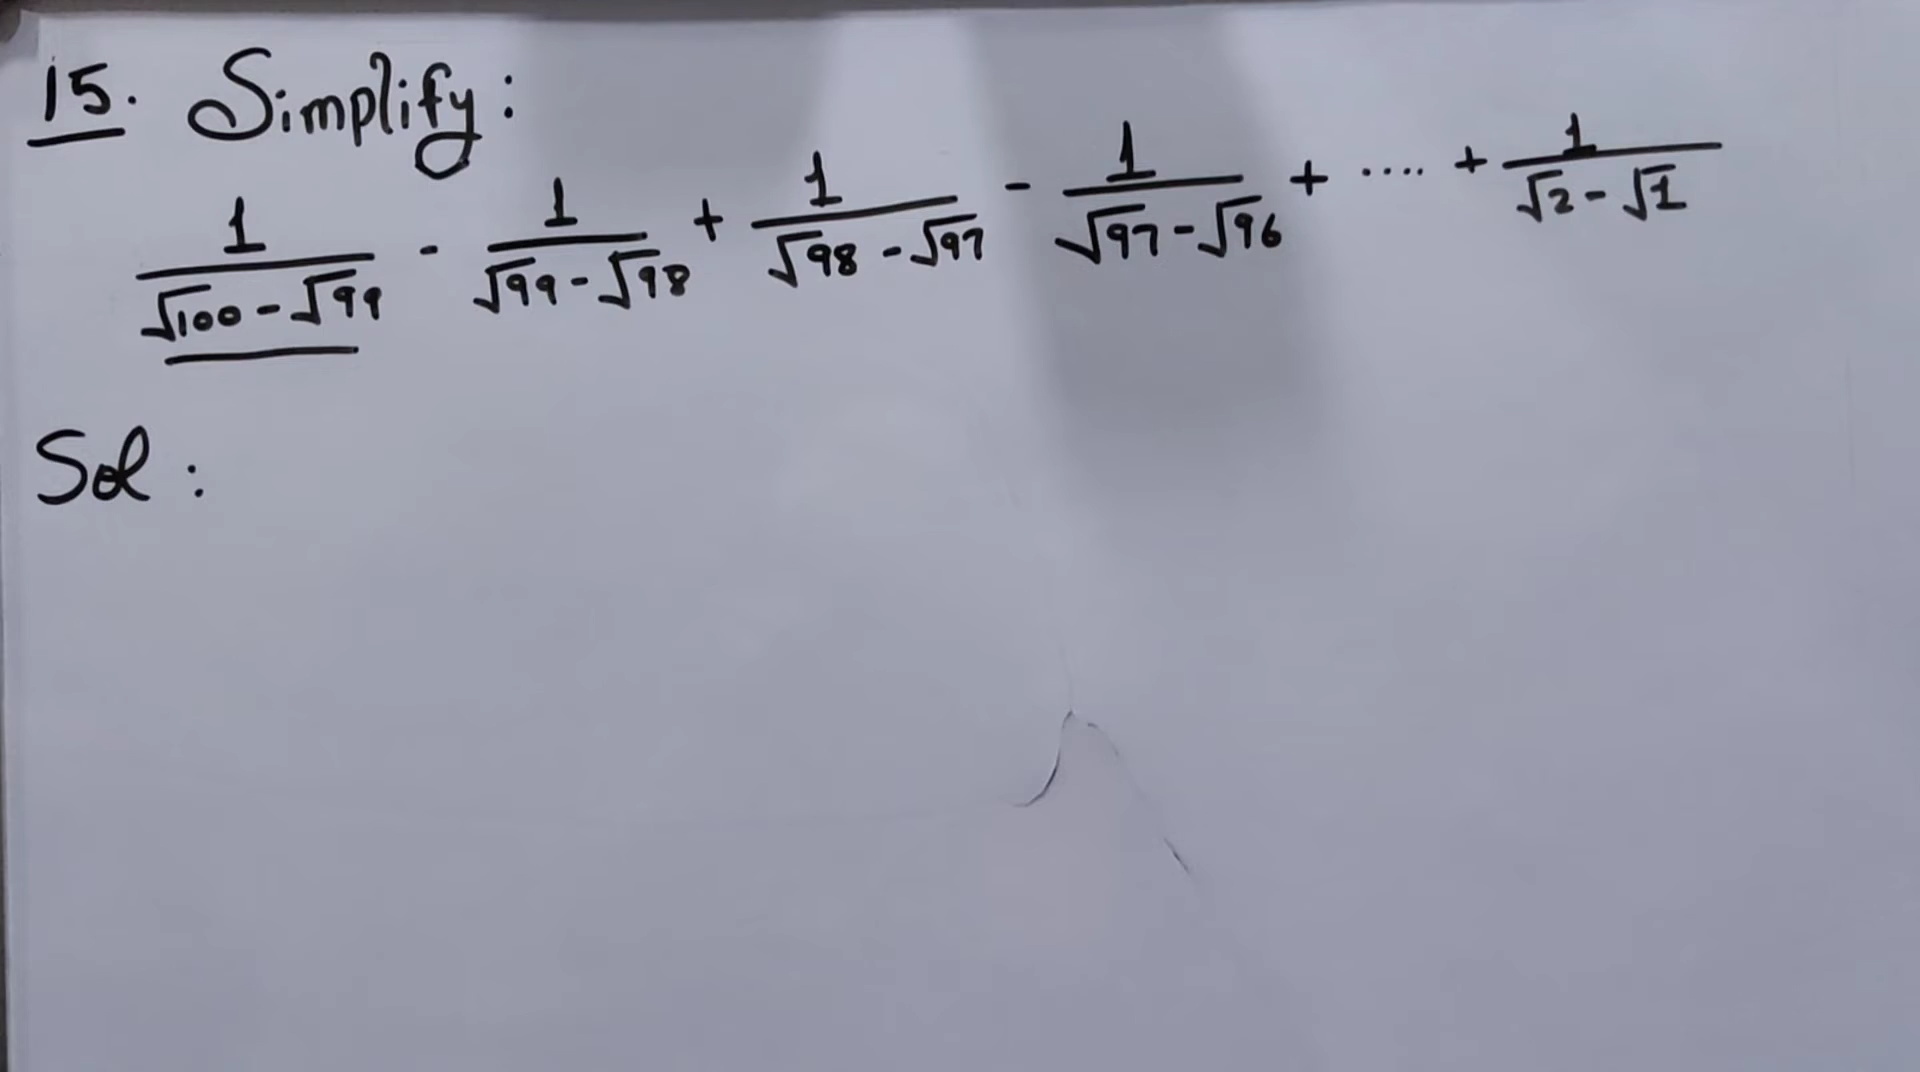 15. Simplify:
1/(√100 - √99) - 1/(√99 - √98) + 1/(√98 - √97) - 1/(√97 - √96) + .... + 1/(√2 - √1)
Sol :